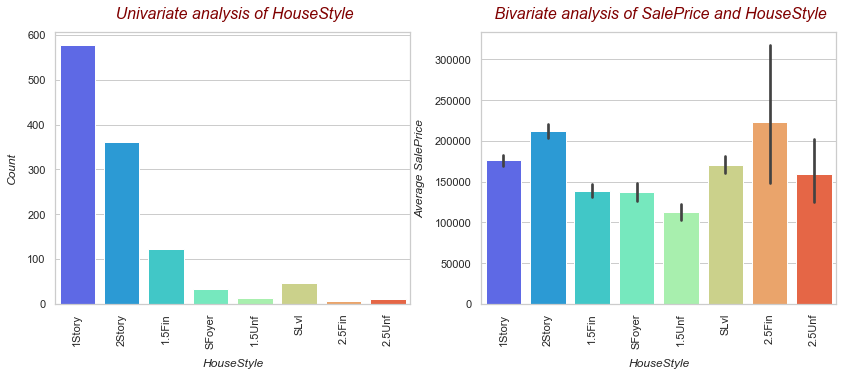 Univariate analysis of HouseStyle
Count
600
500
400
300
200
100
0
1Story
2Story
1.5Fin
SFoyer
1.5Unf
SLvl
2.5Fin
2.5Unf
HouseStyle
Bivariate analysis of SalePrice and HouseStyle
Average SalePrice
300000
250000
200000
150000
100000
50000
0
1Story
2Story
1.5Fin
SFoyer
1.5Unf
SLvl
2.5Fin
2.5Unf
HouseStyle